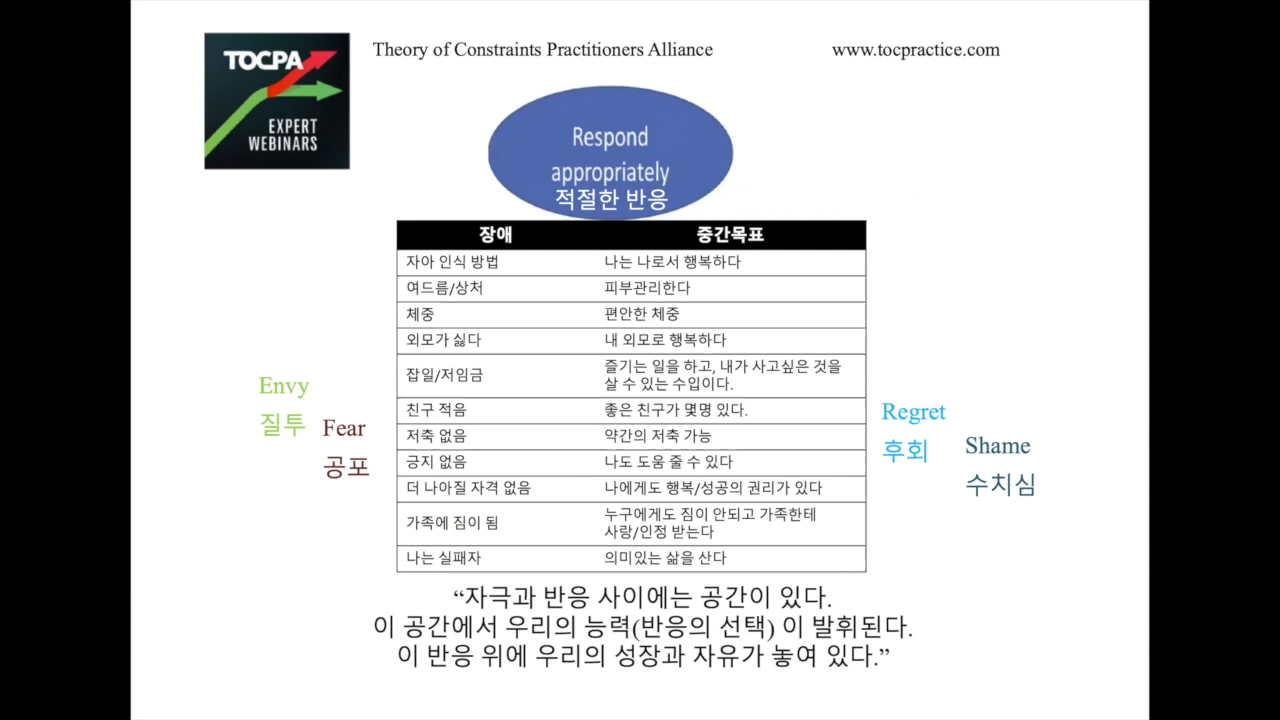 TOCPA
EXPERT
WEBINARS
Theory of Constraints Practitioners Alliance
www.tocpractice.com
Respond
appropriately
적절한 반응
장애 중간목표
자아 인식 방법 나는 나로서 행복하다
여드름/상처 피부관리한다
체중 편안한 체중
외모가 싫다 내 외모로 행복하다
잡일/저임금 즐기는 일을 하고, 내가 사고싶은 것을
살 수 있는 수입이다.
친구 적음 좋은 친구가 몇명 있다.
저축 없음 약간의 저축 가능
긍지 없음 나도 도움 줄 수 있다
더 나아질 자격 없음 나에게도 행복/성공의 권리가 있다
가족에 짐이 됨 누구에게도 짐이 안되고 가족한테
사랑/인정 받는다
나는 실패자 의미있는 삶을 산다
Envy
질투
Fear
공포
Regret
후회
Shame
수치심
“자극과 반응 사이에는 공간이 있다.
이 공간에서 우리의 능력(반응의 선택) 이 발휘된다.
이 반응 위에 우리의 성장과 자유가 놓여 있다.”